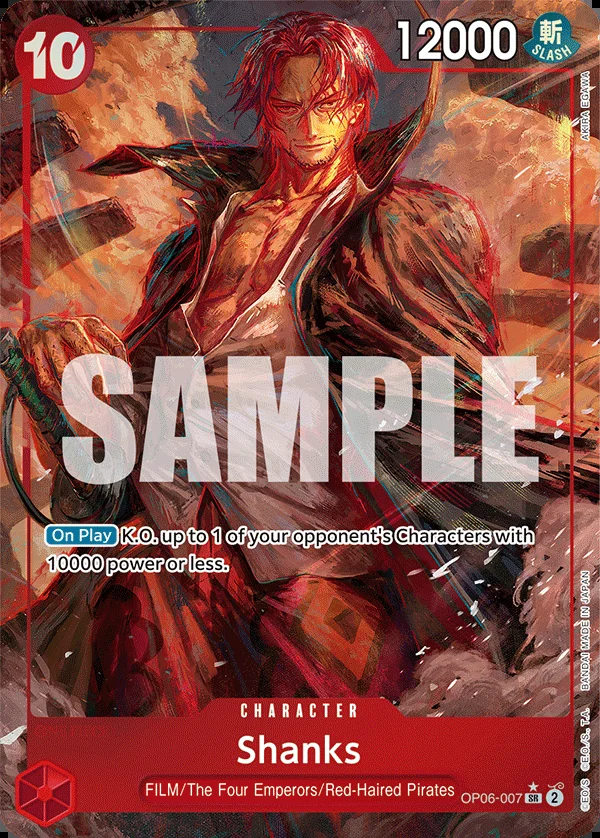 10
12000
斬
SLASH
AKIRA EGAWA
SAMPLE
On Play K.O. up to 1 of your opponent's Characters with
10000 power or less.
CHARACTER
Shanks
FILM/The Four Emperors/Red-Haired Pirates
OP06-007 ★ SR 2
©ED/S ©E.O./S., T.A. BANDAI MADE IN JAPAN